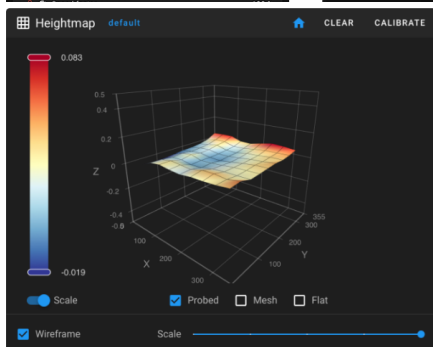 Heightmap default CLEAR CALIBRATE
0.083
0.5
0.4
0.2
0
Z
-0.2
-0.4
0
355
300
100
200
X
200
Y
100
300
-0.019
Scale Probed Mesh Flat
Wireframe Scale